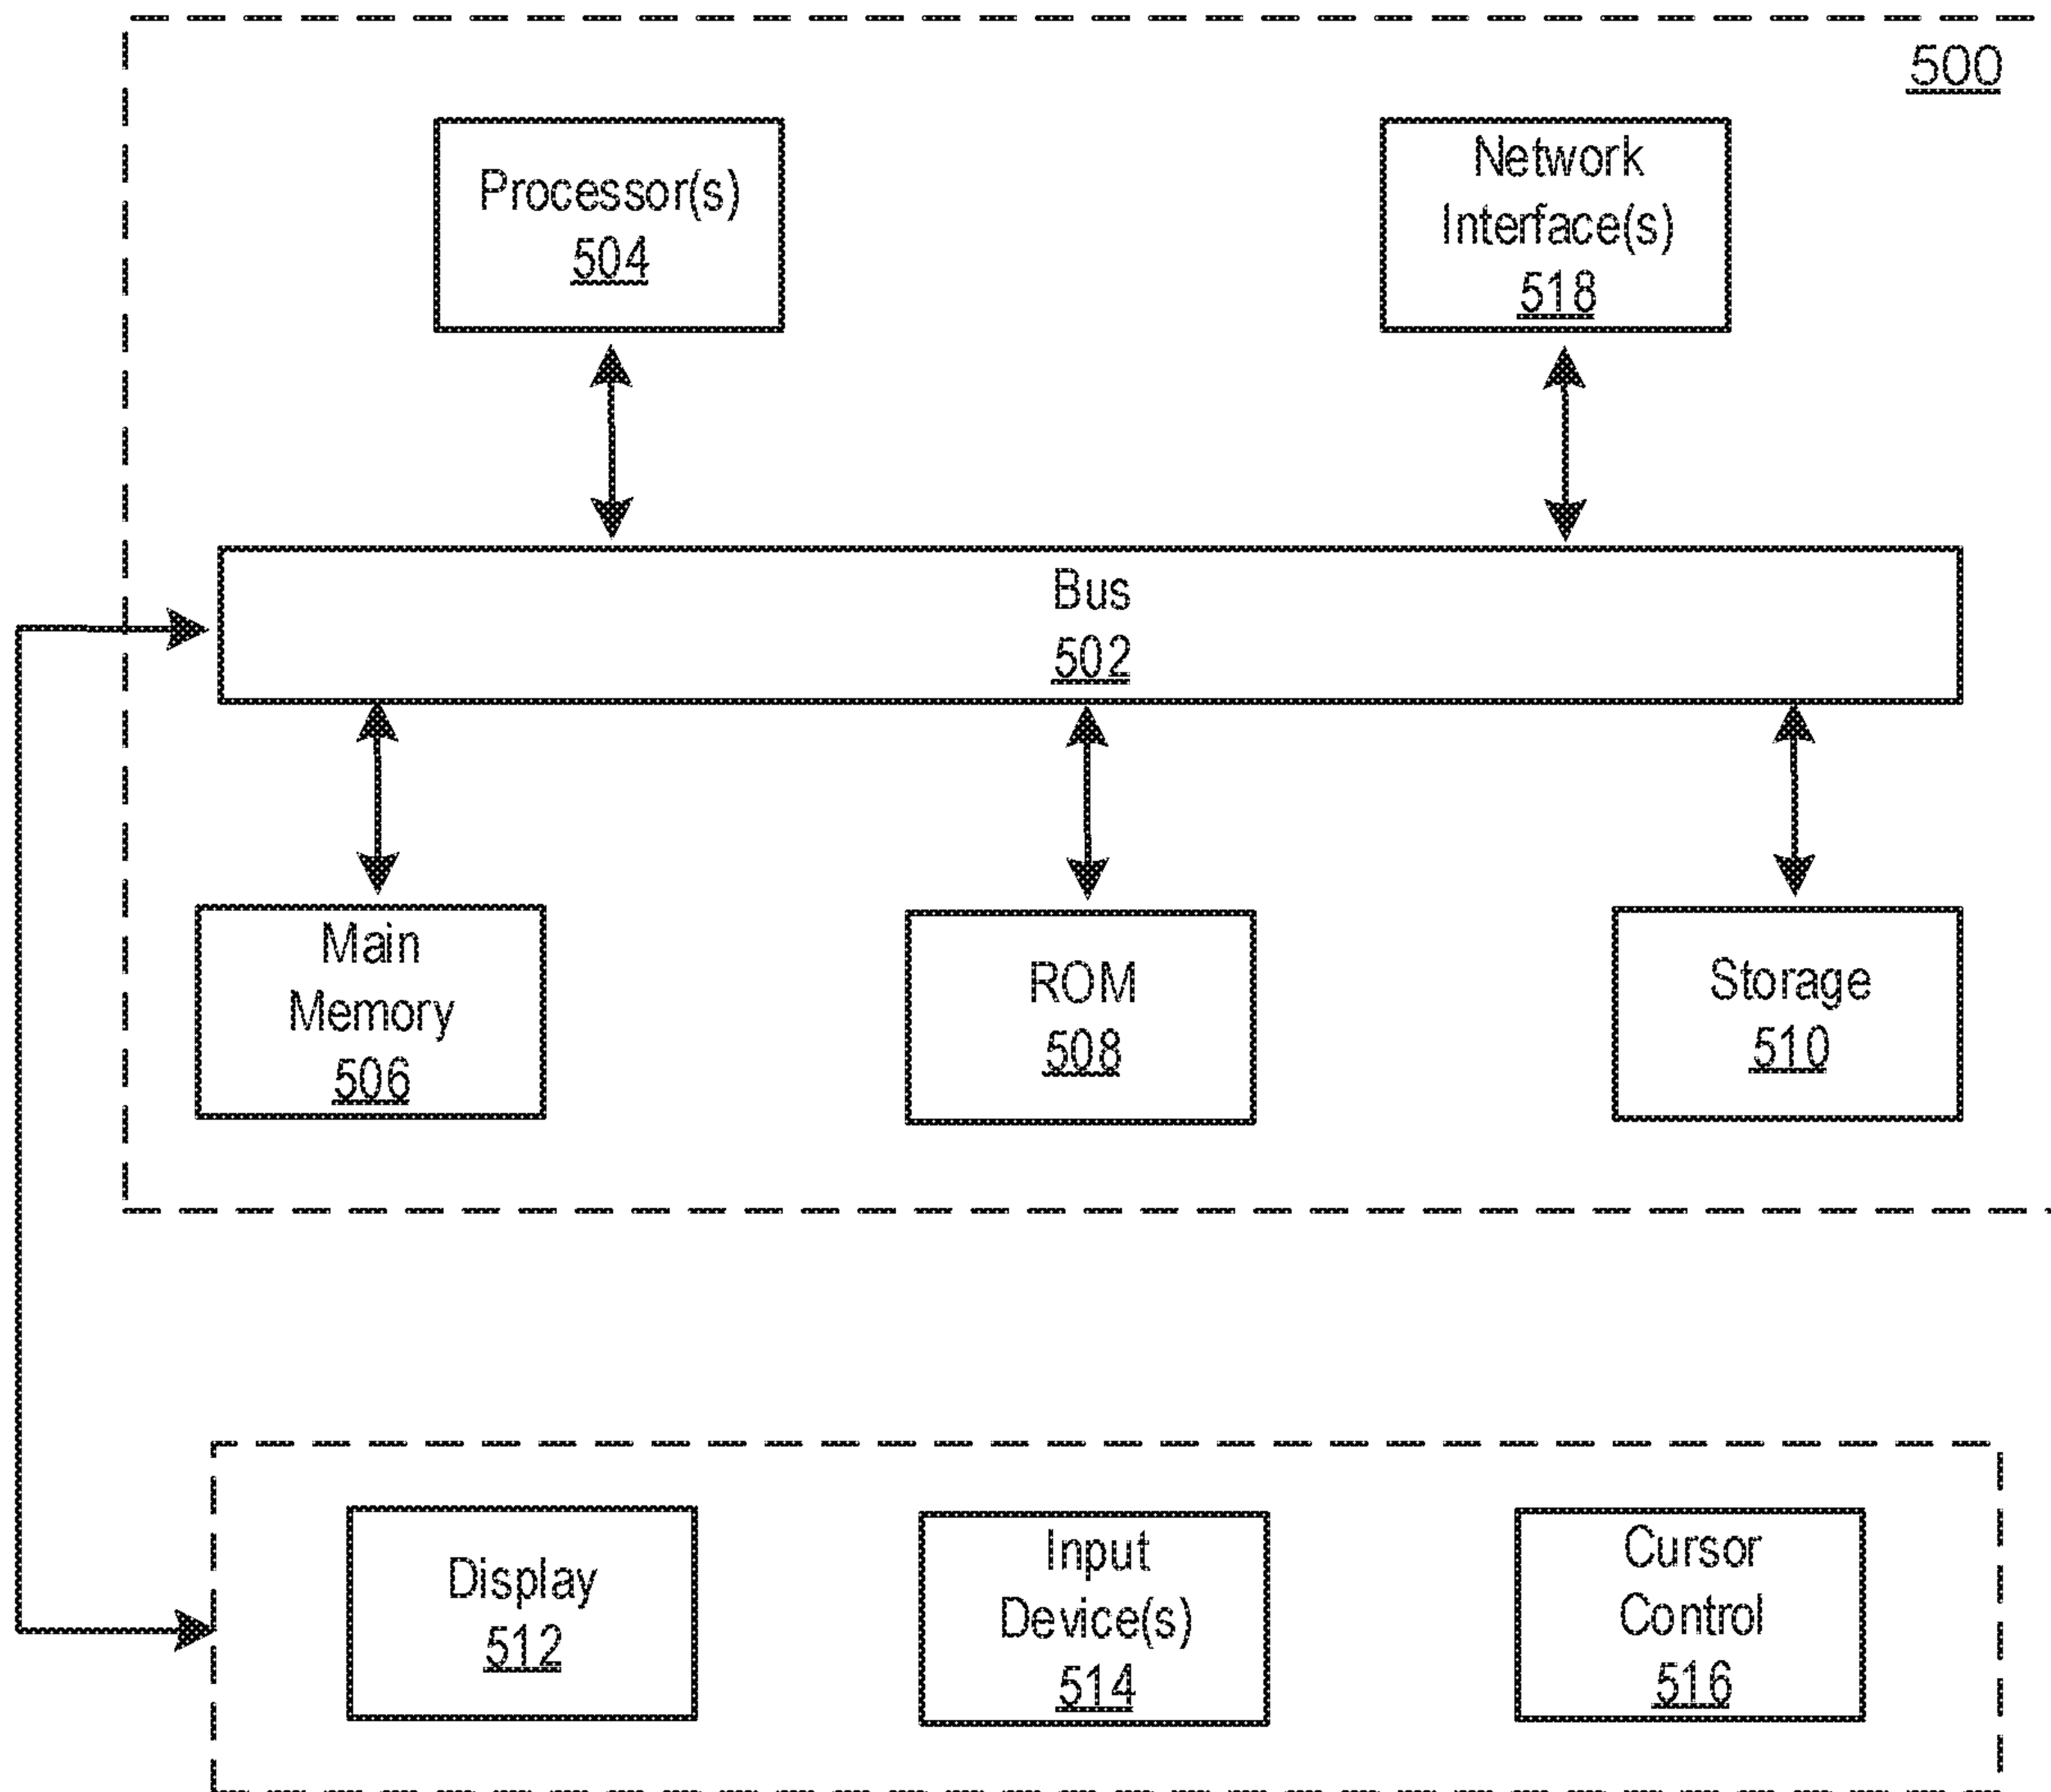 500
Processor(s)
504
Network
Interface(s)
518
Bus
502
Main
Memory
506
ROM
508
Storage
510
Display
512
Input
Device(s)
514
Cursor
Control
516